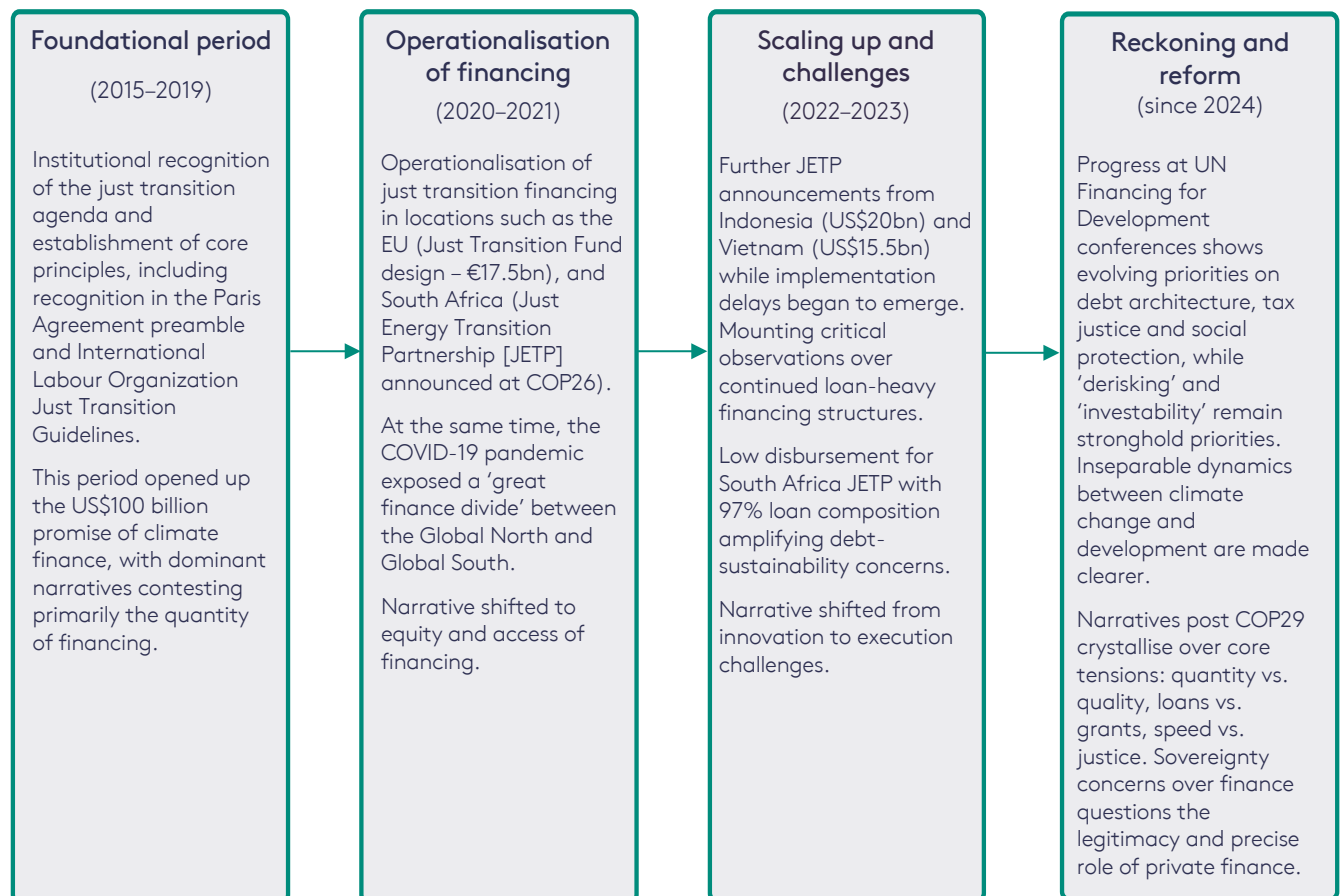 Foundational period
(2015–2019)
Institutional recognition
of the just transition
agenda and
establishment of core
principles, including
recognition in the Paris
Agreement preamble
and International
Labour Organization
Just Transition
Guidelines.
This period opened up
the US$100 billion
promise of climate
finance, with dominant
narratives contesting
primarily the quantity
of financing.
Operationalisation
of financing
(2020–2021)
Operationalisation of
just transition financing
in locations such as the
EU (Just Transition Fund
design – €17.5bn), and
South Africa (Just
Energy Transition
Partnership [JETP]
announced at COP26).
At the same time, the
COVID-19 pandemic
exposed a ‘great
finance divide’ between
the Global North and
Global South.
Narrative shifted to
equity and access of
financing.
Scaling up and
challenges
(2022–2023)
Further JETP
announcements from
Indonesia (US$20bn) and
Vietnam (US$15.5bn)
while implementation
delays began to emerge.
Mounting critical
observations over
continued loan-heavy
financing structures.
Low disbursement for
South Africa JETP with
97% loan composition
amplifying debt-
sustainability concerns.
Narrative shifted from
innovation to execution
challenges.
Reckoning and
reform
(since 2024)
Progress at UN
Financing for
Development
conferences shows
evolving priorities on
debt architecture, tax
justice and social
protection, while
‘derisking’ and
‘investability’ remain
stronghold priorities.
Inseparable dynamics
between climate
change and
development are made
clearer.
Narratives post COP29
crystallise over core
tensions: quantity vs.
quality, loans vs.
grants, speed vs.
justice. Sovereignty
concerns over finance
questions the
legitimacy and precise
role of private finance.